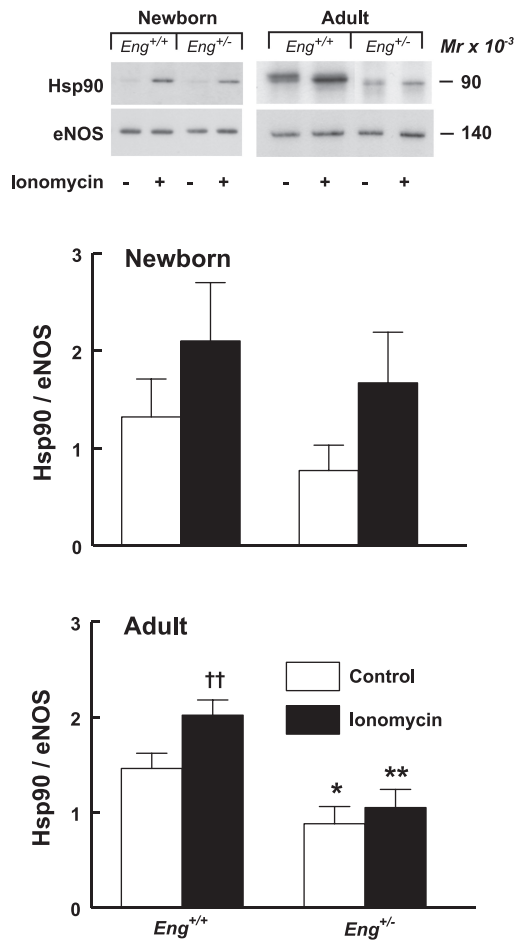 Newborn Adult
Eng+/+ Eng+/- Eng+/+ Eng+/- Mr x 10-3
Hsp90 – 90
eNOS – 140
Ionomycin - + - + - + - +
Newborn
Hsp90 / eNOS
3
2
1
0
Adult
Hsp90 / eNOS
3
2
1
0
††
* **
Control
Ionomycin
Eng+/+ Eng+/-